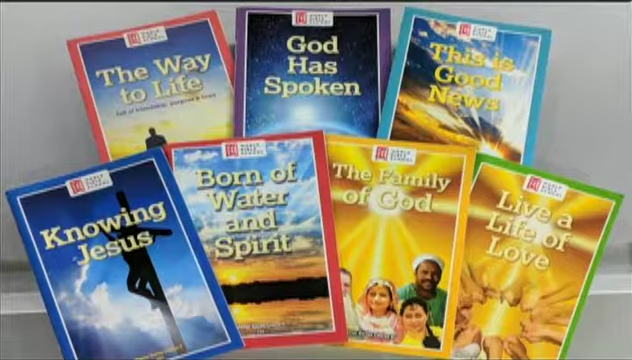 The Way
to Life
God
Has
Spoken
This is
Good
News
Knowing
Jesus
Born of
Water
and
Spirit
The Family
of God
Live a
Life of
Love